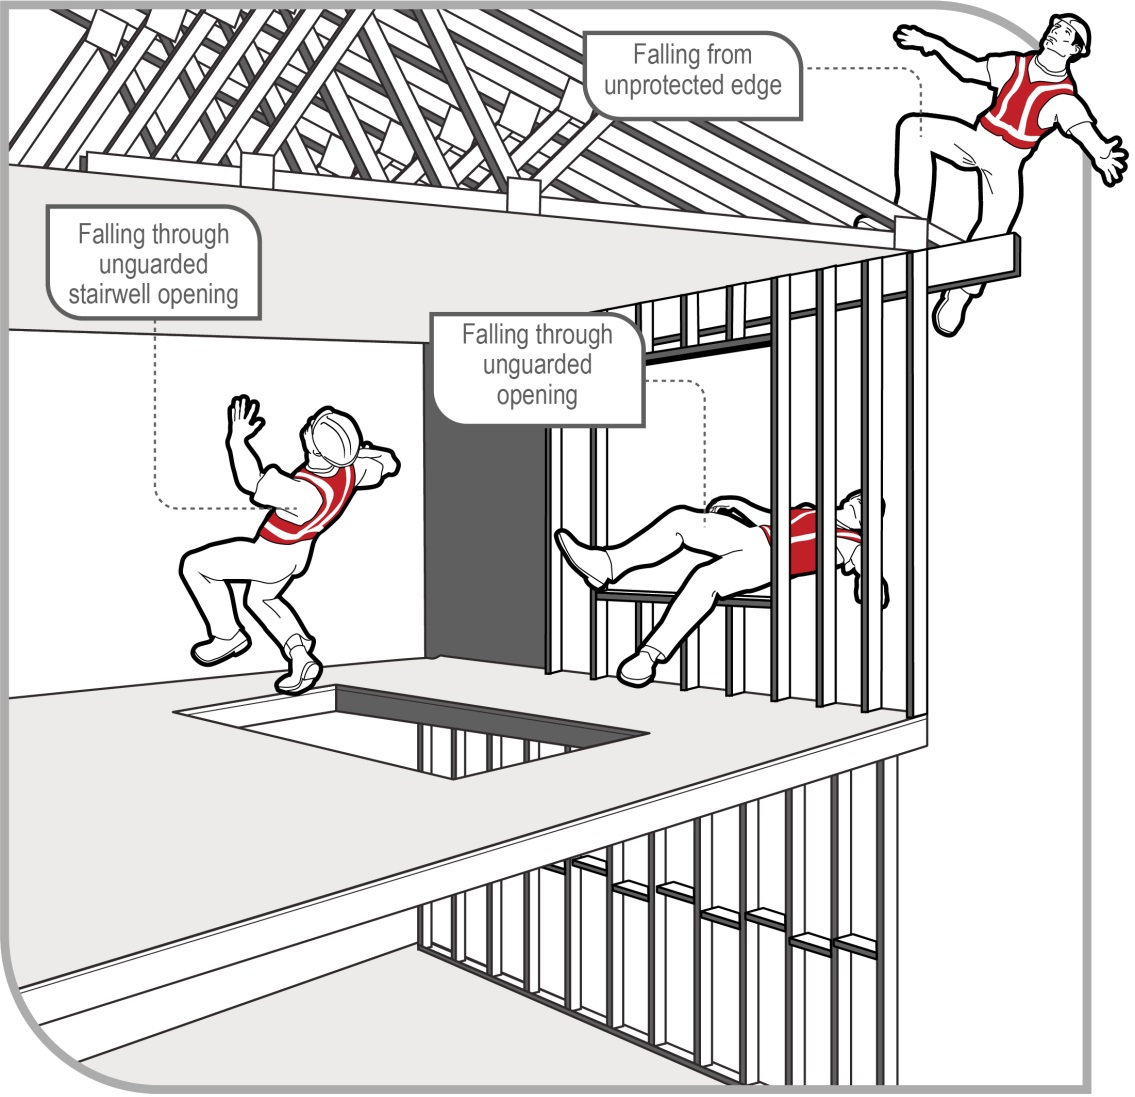 Falling from
unprotected edge
Falling through
unguarded
stairwell opening
Falling through
unguarded
opening